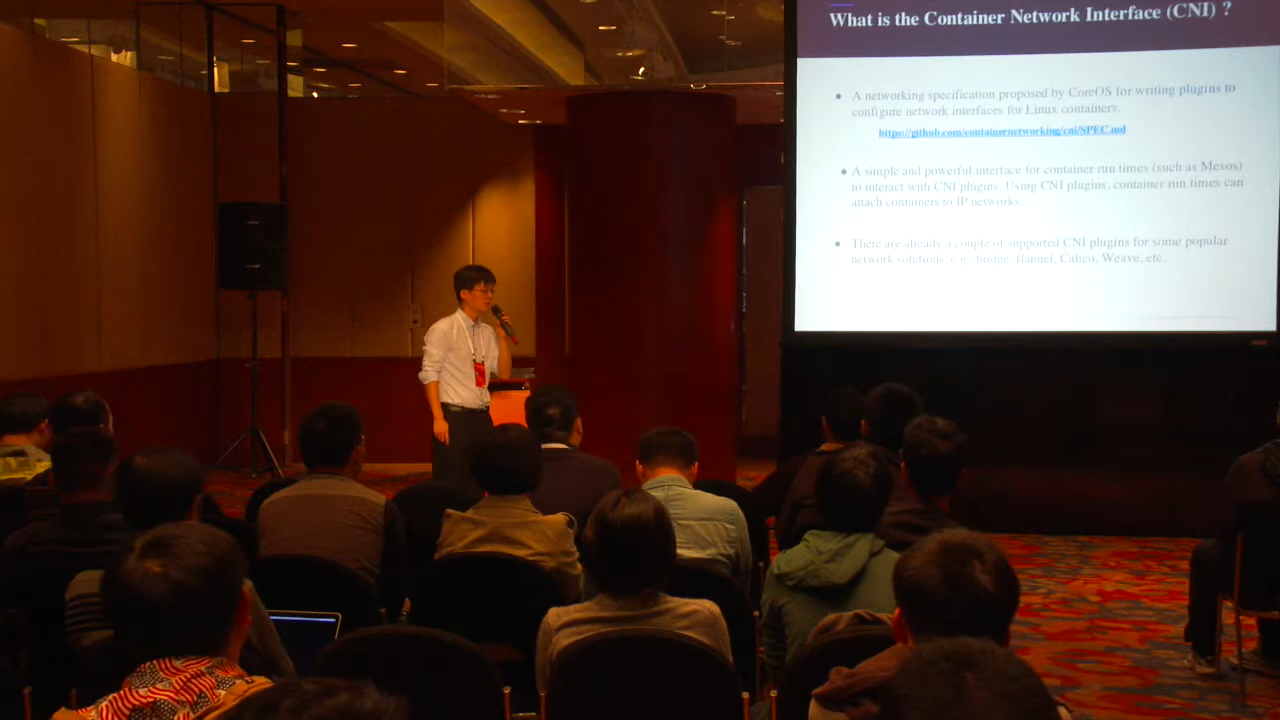 What is the Container Network Interface (CNI) ?
● A networking specification proposed by CoreOS for writing plugins to
configure network interfaces for Linux containers.
https://github.com/containernetworking/cni/SPEC.md
● A simple and powerful interface for container run times (such as Mesos)
to interact with CNI plugins. Using CNI plugins, container run times can
attach containers to IP networks.
● There are already a couple of supported CNI plugins for some popular
network solutions, e.g., bridge, flannel, Calico, Weave, etc.